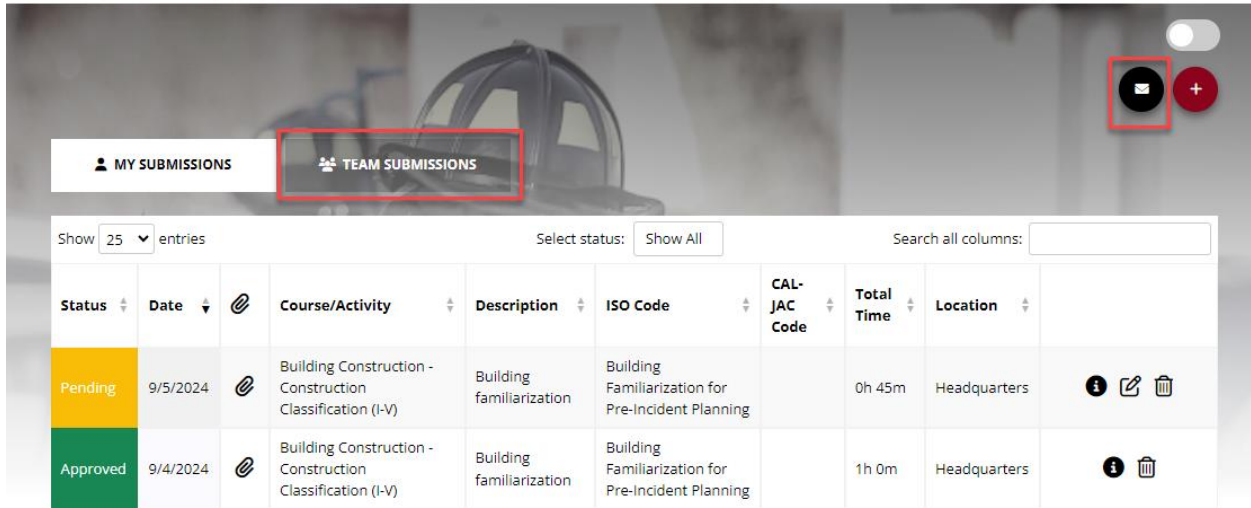 MY SUBMISSIONS TEAM SUBMISSIONS
Show 25 entries Select status: Show All Search all columns:
Status Date Course/Activity Description ISO Code CAL-
JAC
Code Total
Time Location
Pending 9/5/2024 Building Construction -
Construction
Classification (I-V) Building
familiarization Building
Familiarization for
Pre-Incident Planning 0h 45m Headquarters
Approved 9/4/2024 Building Construction -
Construction
Classification (I-V) Building
familiarization Building
Familiarization for
Pre-Incident Planning 1h 0m Headquarters